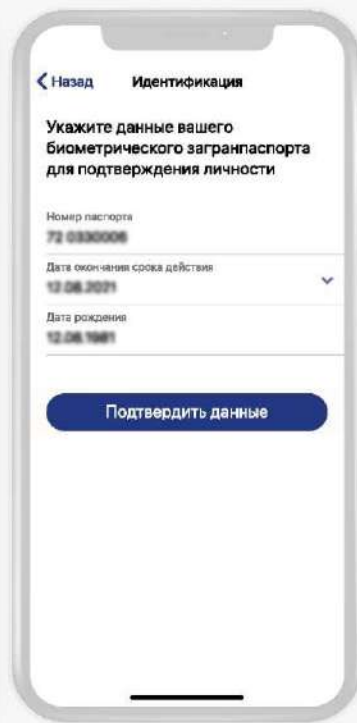 Назад Идентификация
Укажите данные вашего
биометрического загранпаспорта
для подтверждения личности
Номер паспорта
Дата окончания срока действия
Дата рождения
Подтвердить данные